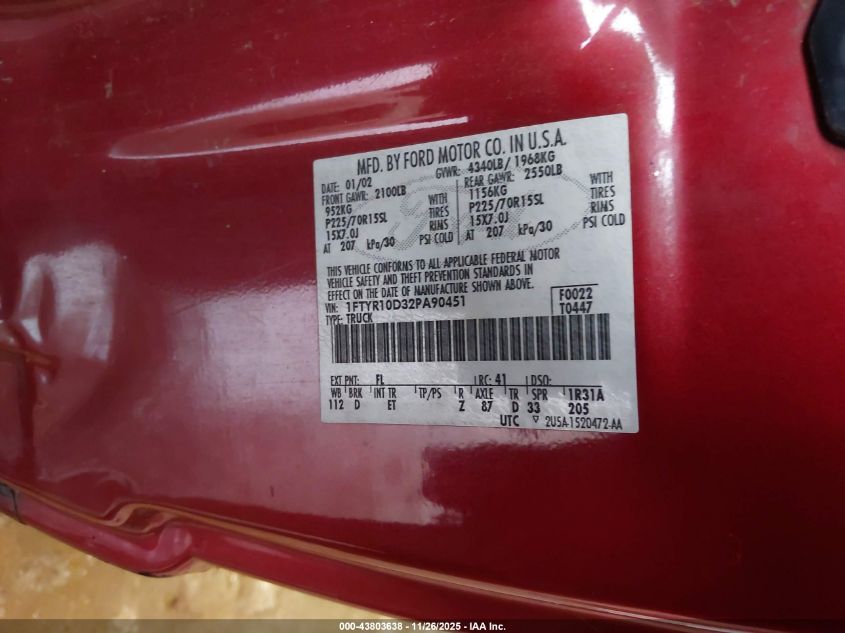 MFD. BY FORD MOTOR CO. IN U.S.A.
DATE: 01/02 GVWR: 4340LB/ 1968KG
FRONT GAWR: 2100LB REAR GAWR: 2550LB
952KG WITH 1156KG WITH
P225/70R15SL TIRES P225/70R15SL TIRES
15X7.0J RIMS 15X7.0J RIMS
AT 207 kPa/30 PSI COLD AT 207 kPa/30 PSI COLD
THIS VEHICLE CONFORMS TO ALL APPLICABLE FEDERAL MOTOR
VEHICLE SAFETY AND THEFT PREVENTION STANDARDS IN
EFFECT ON THE DATE OF MANUFACTURE SHOWN ABOVE.
VIN: 1FTYR10D32PA90451 F0022
TYPE: TRUCK T0447
EXT PNT: FL RC: 41 DSO:
WB BRK INT TR TP/PS R AXLE TR SPR 1R31A
112 D ET Z 87 D 33 205
UTC ▽ 2U5A-1520472-AA
000-43803638 - 11/26/2025 - IAA Inc.